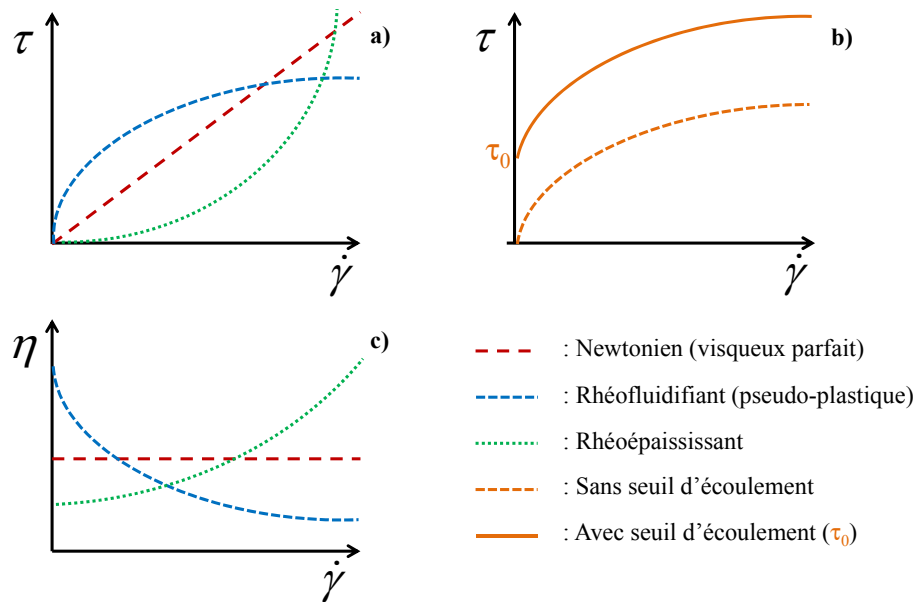 τ
a)
γ̇
τ
b)
τ₀
γ̇
η
c)
γ̇
: Newtonien (visqueux parfait)
: Rhéofluidifiant (pseudo-plastique)
: Rhéoépaississant
: Sans seuil d'écoulement
: Avec seuil d'écoulement (τ₀)